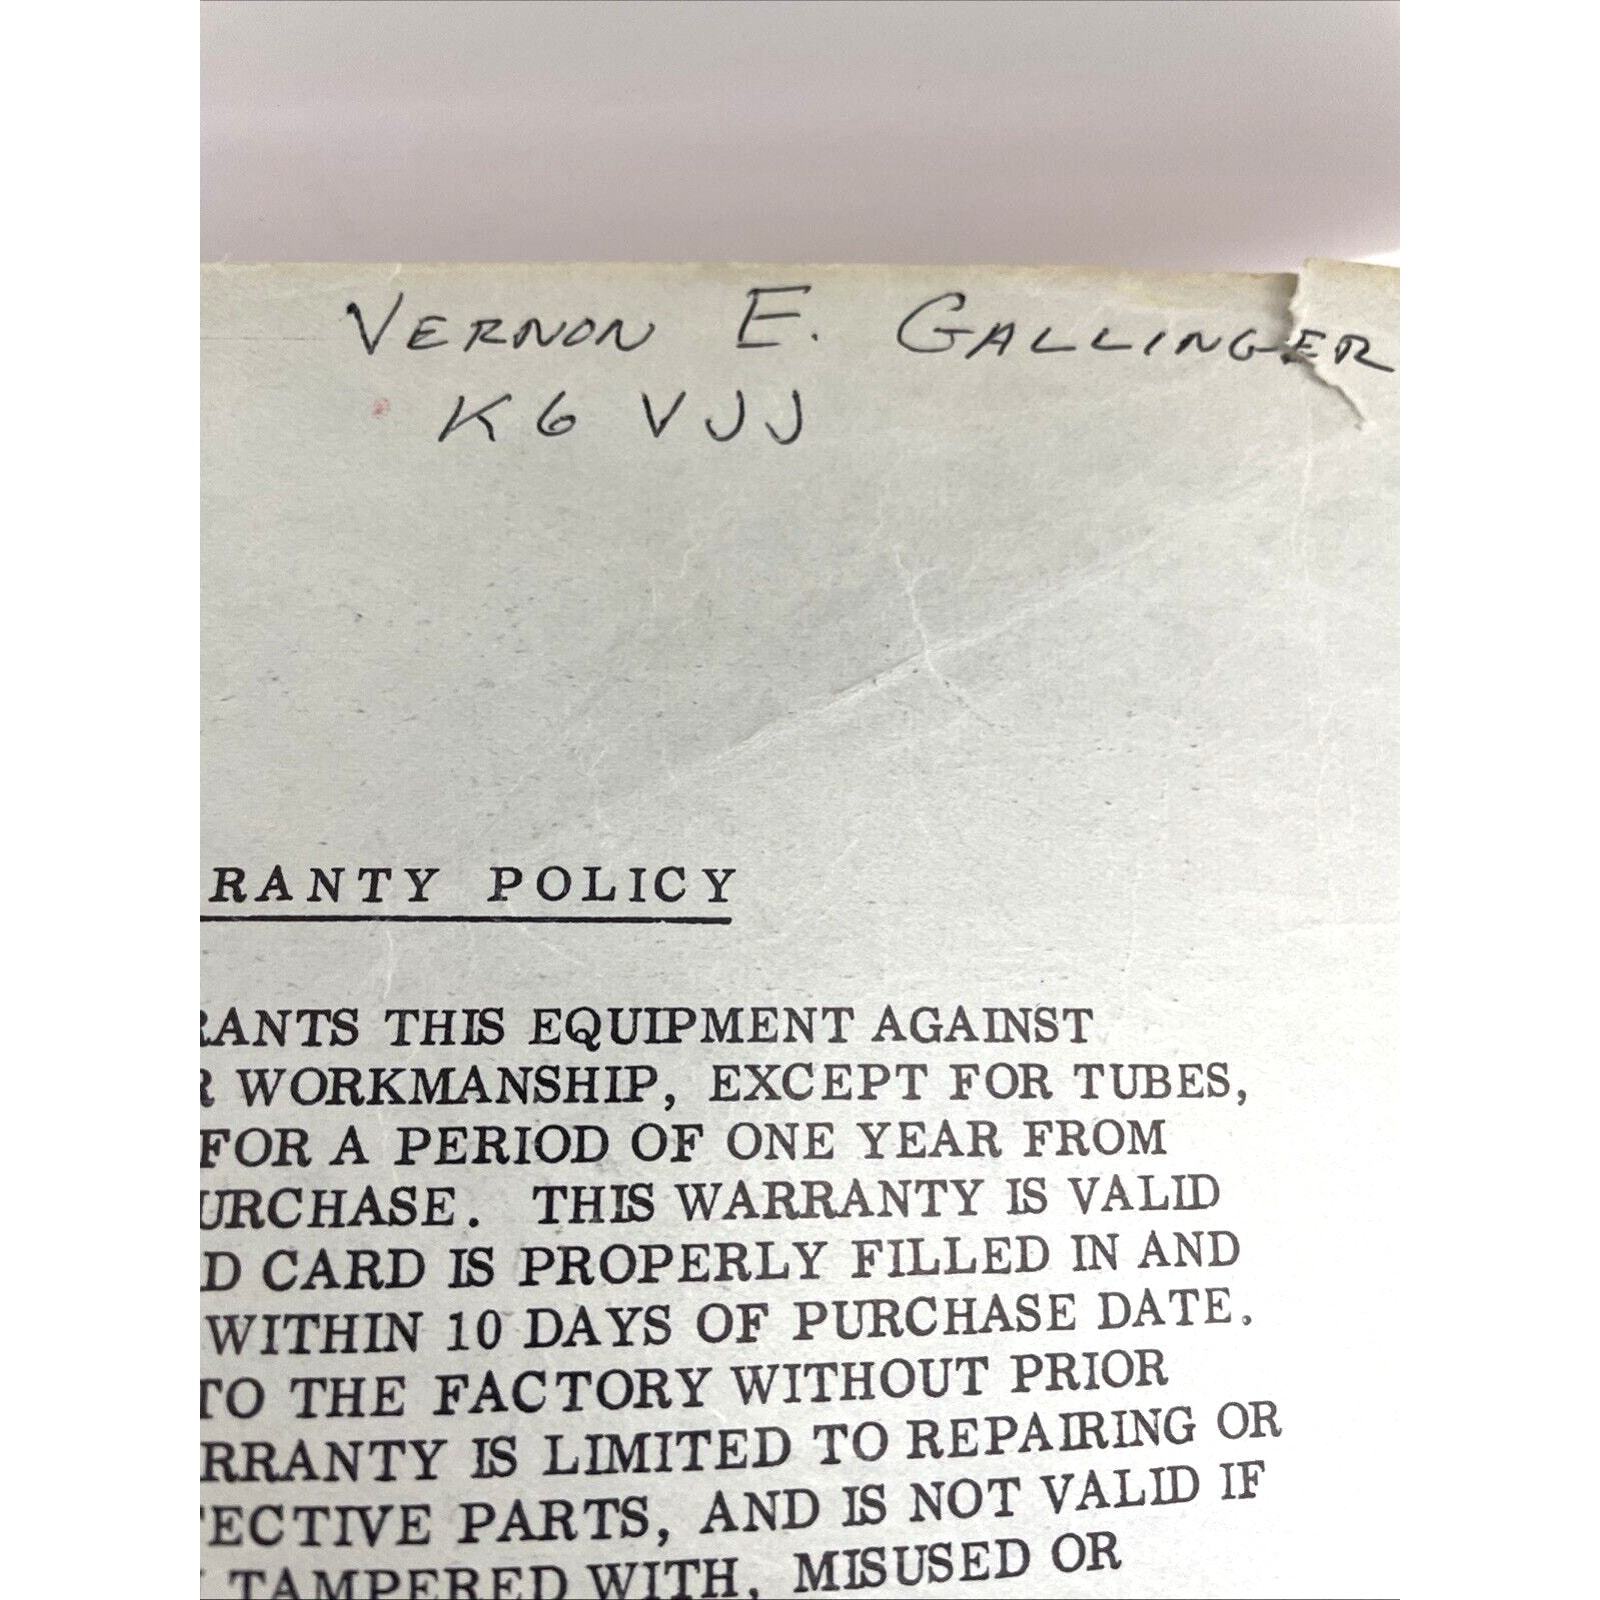 VERNON E. GALLINGER
K6 VJJ
RANTY POLICY
RANTS THIS EQUIPMENT AGAINST
R WORKMANSHIP, EXCEPT FOR TUBES,
FOR A PERIOD OF ONE YEAR FROM
URCHASE. THIS WARRANTY IS VALID
D CARD IS PROPERLY FILLED IN AND
WITHIN 10 DAYS OF PURCHASE DATE.
TO THE FACTORY WITHOUT PRIOR
RRANTY IS LIMITED TO REPAIRING OR
ECTIVE PARTS, AND IS NOT VALID IF
TAMPERED WITH, MISUSED OR